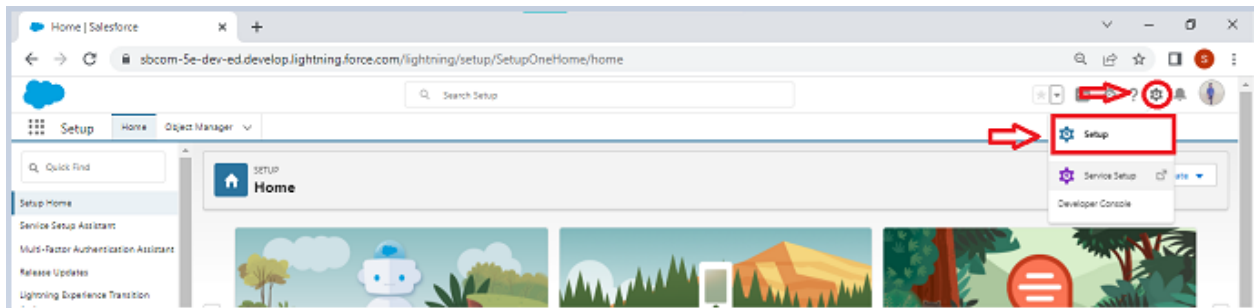 Home | Salesforce
sbcom-5e-dev-ed.develop.lightning.force.com/lightning/setup/SetupOneHome/home
S
Search Setup
?
Setup Home Object Manager
Setup
Quick Find
SETUP
Home
Service Setup
ate
Developer Console
Setup Home
Service Setup Assistant
Multi-Factor Authentication Assistant
Release Updates
Lightning Experience Transition